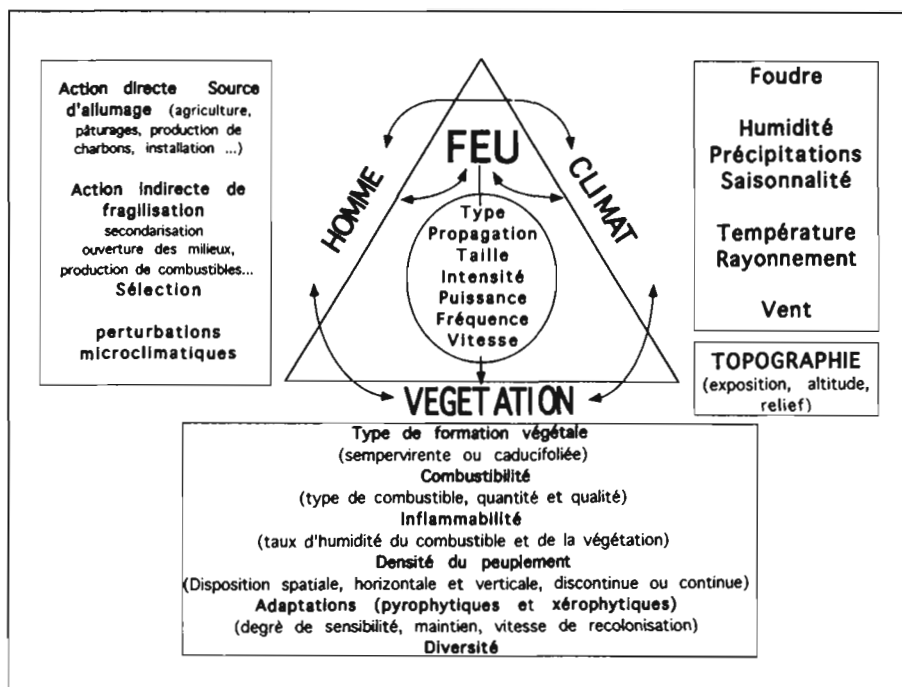 Action directe Source
d'allumage (agriculture,
pâturages, production de
charbons, installation ...)
Action indirecte de
fragilisation
secondarisation
ouverture des milieux,
production de combustibles...
Sélection
perturbations
microclimatiques
HOMME
FEU
CLIMAT
Type
Propagation
Taille
Intensité
Puissance
Fréquence
Vitesse
VEGETATION
Foudre
Humidité
Précipitations
Saisonnalité
Température
Rayonnement
Vent
TOPOGRAPHIE
(exposition, altitude,
relief)
Type de formation végétale
(sempervirente ou caducifoliée)
Combustibilité
(type de combustible, quantité et qualité)
Inflammabilité
(taux d'humidité du combustible et de la végétation)
Densité du peuplement
(Disposition spatiale, horizontale et verticale, discontinue ou continue)
Adaptations (pyrophytiques et xérophytiques)
(degrè de sensibilité, maintien, vitesse de recolonisation)
Diversité